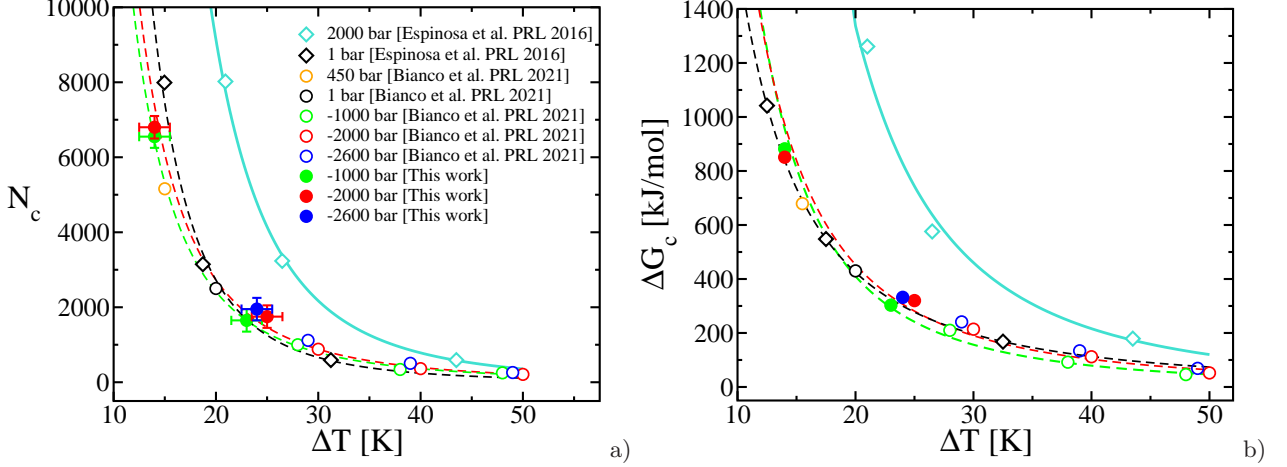 10000
8000
6000
4000
2000
0
N_c
10 20 30 40 50
ΔT [K]
2000 bar [Espinosa et al. PRL 2016]
1 bar [Espinosa et al. PRL 2016]
450 bar [Bianco et al. PRL 2021]
1 bar [Bianco et al. PRL 2021]
-1000 bar [Bianco et al. PRL 2021]
-2000 bar [Bianco et al. PRL 2021]
-2600 bar [Bianco et al. PRL 2021]
-1000 bar [This work]
-2000 bar [This work]
-2600 bar [This work]
a)
1400
1200
1000
800
600
400
200
0
ΔG_c [kJ/mol]
10 20 30 40 50
ΔT [K]
b)